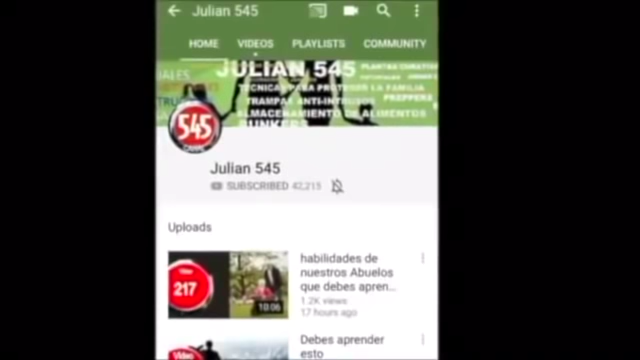 Julian 545
HOME VIDEOS PLAYLISTS COMMUNITY
JULIAN 545
TECNICAS PARA PROTEGER LA FAMILIA
PREPPERS
TRAMPAS ANTI-INTRUSOS
ALMACENAMIENTO DE ALIMENTOS
BUNKERS
545
Julian 545
SUBSCRIBED 42,215
Uploads
217
10:06
habilidades de
nuestros Abuelos
que debes apren...
1.2K views
17 hours ago
Video
Debes aprender
esto